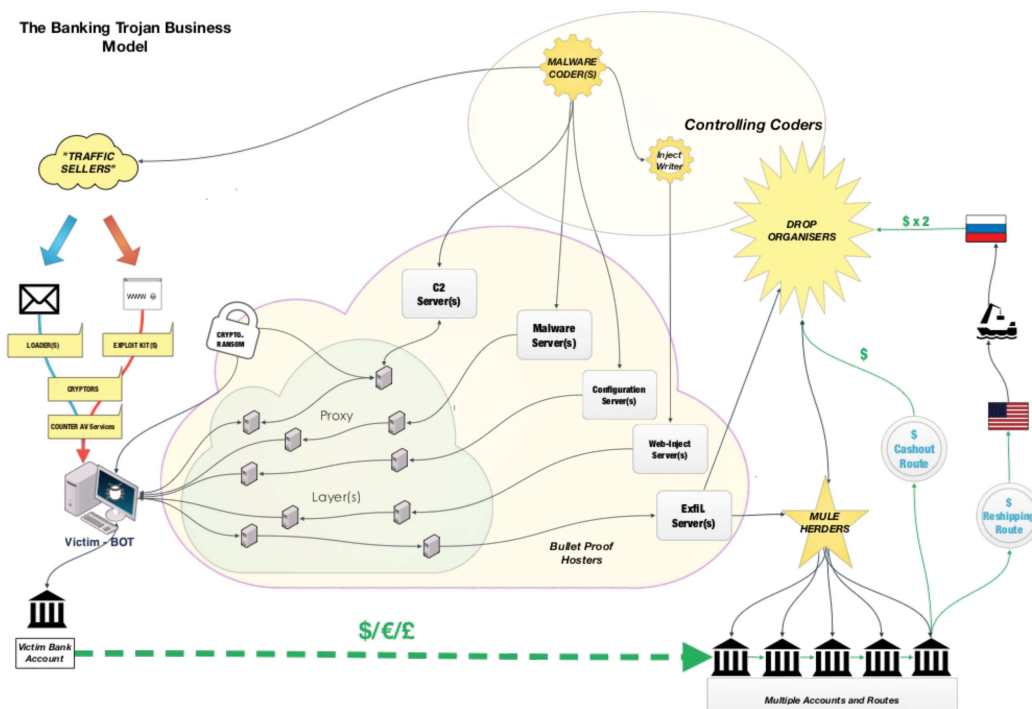 The Banking Trojan Business
Model
MALWARE
CODER(S)
Controlling Coders
Inject
Writer
"TRAFFIC
SELLERS"
DROP
ORGANISERS
$ x 2
C2
Server(s)
WWW
CRYPTO..
RANSOM
LOADER(S)
EXPLOIT KIT(S)
Malware
Server(s)
$
CRYPTORS
Configuration
Server(s)
COUNTER AV Services
Proxy
$
Cashout
Route
Web-Inject
Server(s)
Layer(s)
ExfiL
Server(s)
MULE
HERDERS
$
Reshipping
Route
Victim - BOT
Bullet Proof
Hosters
$/€/£
Victim Bank
Account
Multiple Accounts and Routes